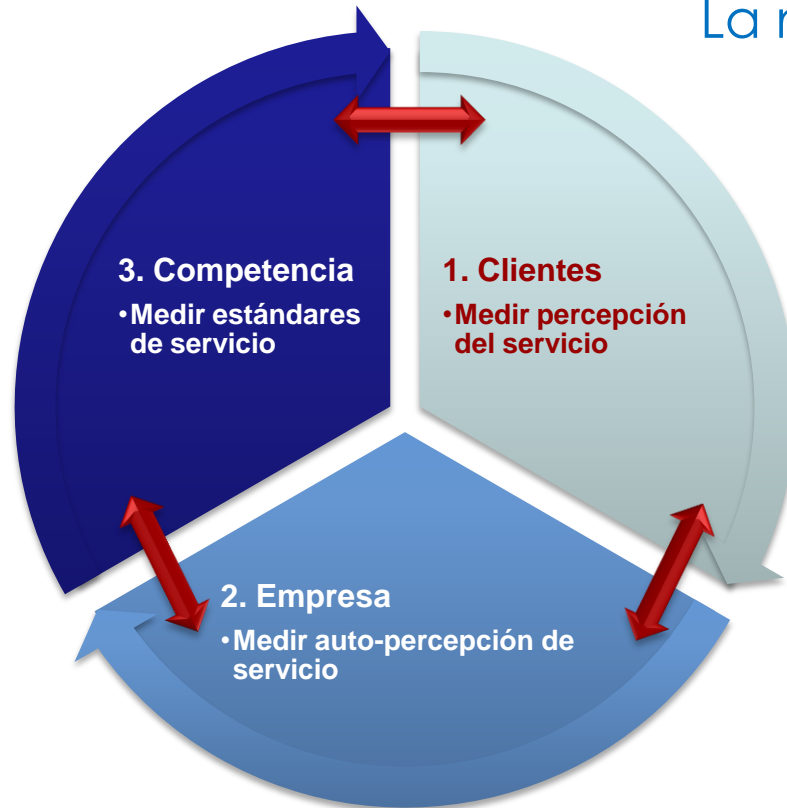 La
3. Competencia
•Medir estándares
de servicio
1. Clientes
•Medir percepción
del servicio
2. Empresa
•Medir auto-percepción de
servicio